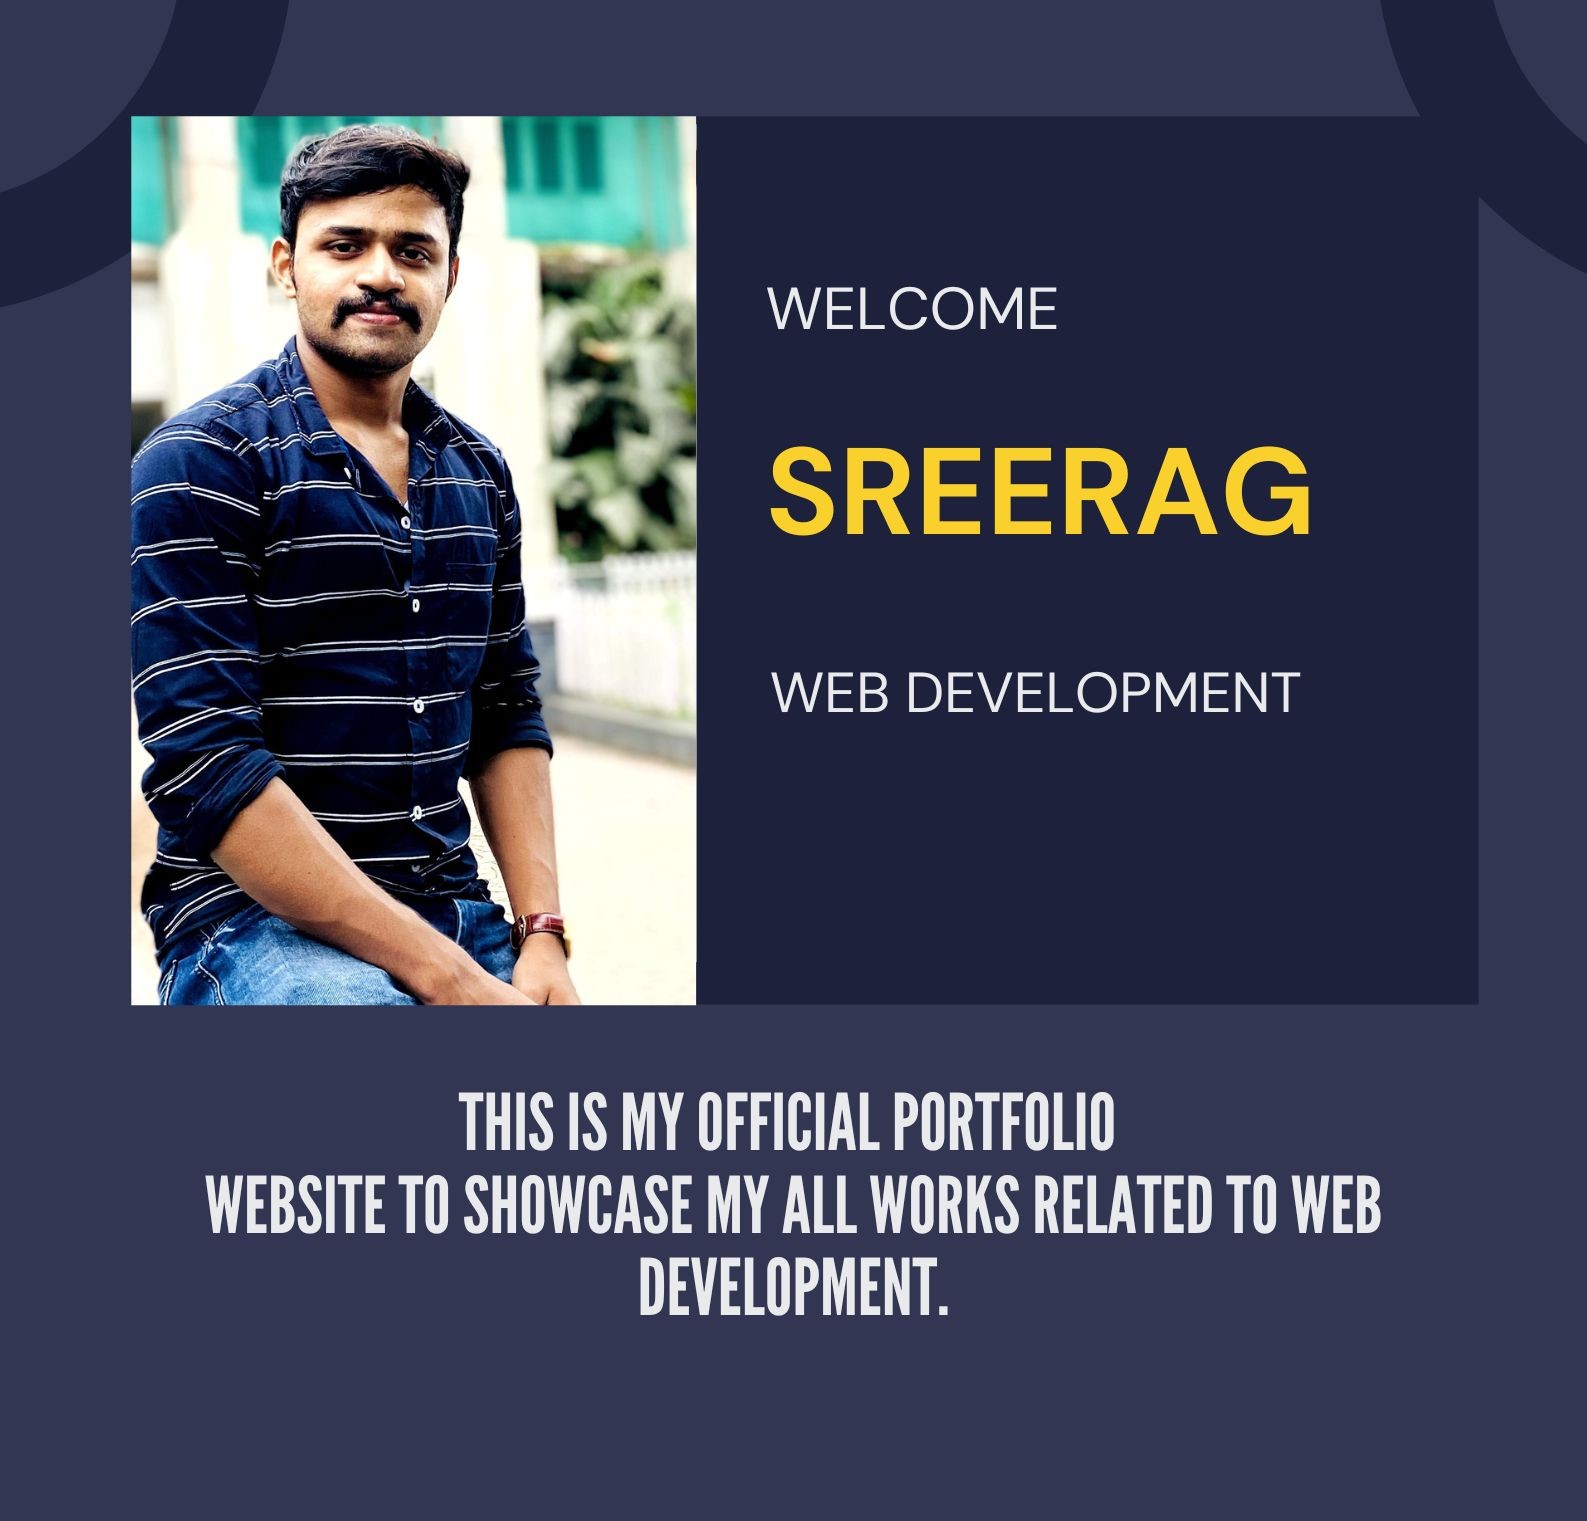 WELCOME
SREERAG
WEB DEVELOPMENT
THIS IS MY OFFICIAL PORTFOLIO
WEBSITE TO SHOWCASE MY ALL WORKS RELATED TO WEB
DEVELOPMENT.